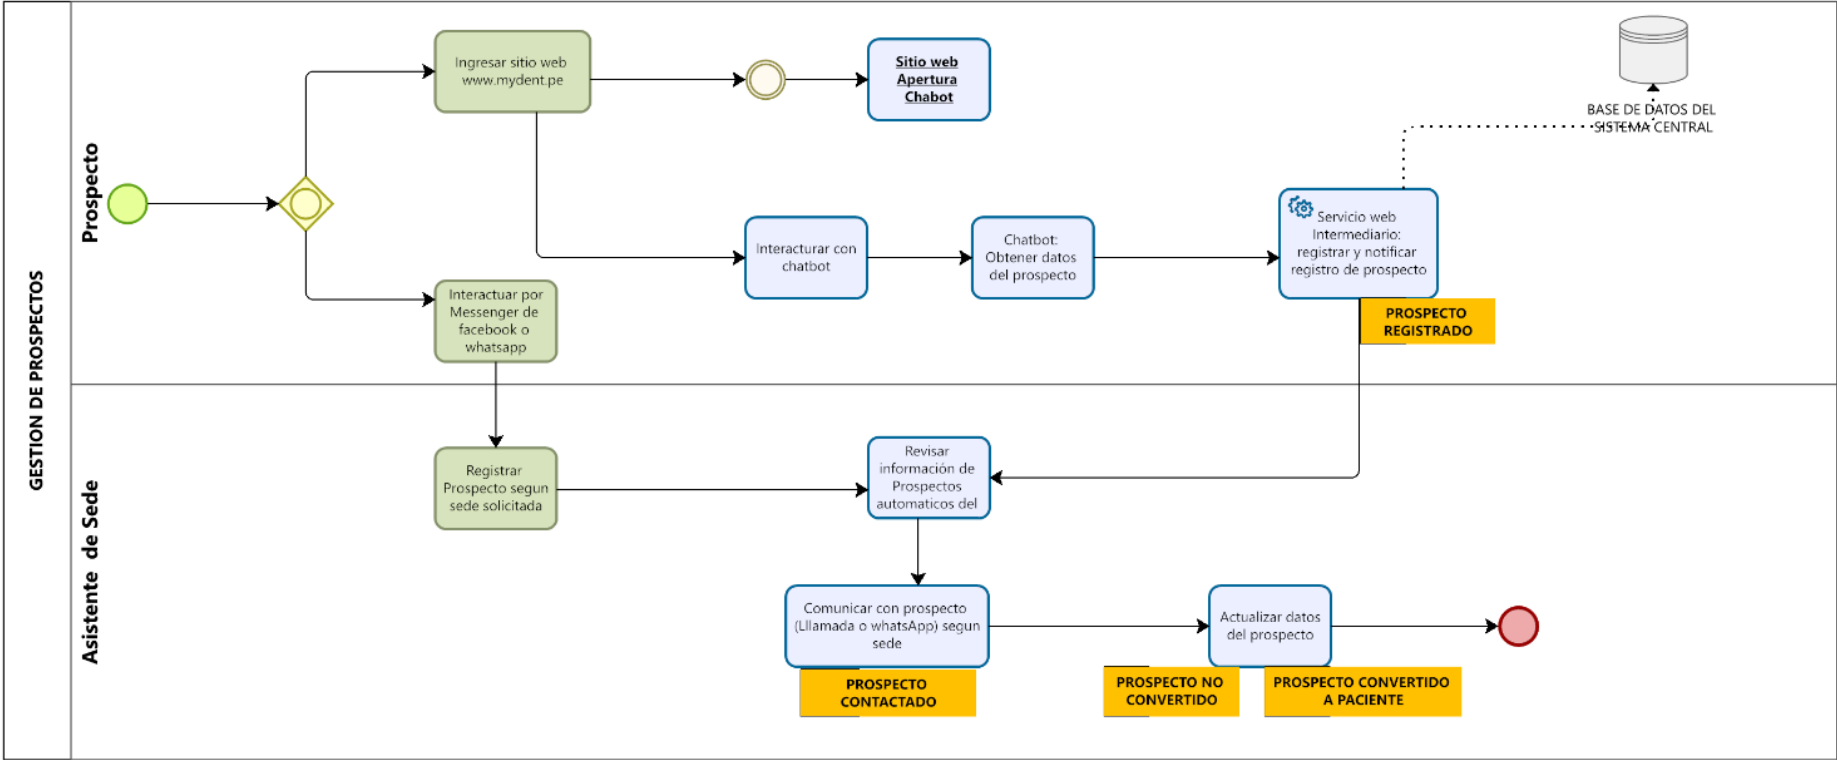 GESTION DE PROSPECTOS
Prospecto
Ingresar sitio web
www.mydent.pe
Sitio web
Apertura
Chabot
BASE DE DATOS DEL
SISTEMA CENTRAL
Interacturar con
chatbot
Chatbot:
Obtener datos
del prospecto
Servicio web
Intermediario:
registrar y notificar
registro de prospecto
PROSPECTO
REGISTRADO
Interactuar por
Messenger de
facebook o
whatsapp
Asistente de Sede
Registrar
Prospecto segun
sede solicitada
Revisar
información de
Prospectos
automaticos del
Comunicar con prospecto
(Lllamada o whatsApp) segun
sede
PROSPECTO
CONTACTADO
Actualizar datos
del prospecto
PROSPECTO NO
CONVERTIDO
PROSPECTO CONVERTIDO
A PACIENTE